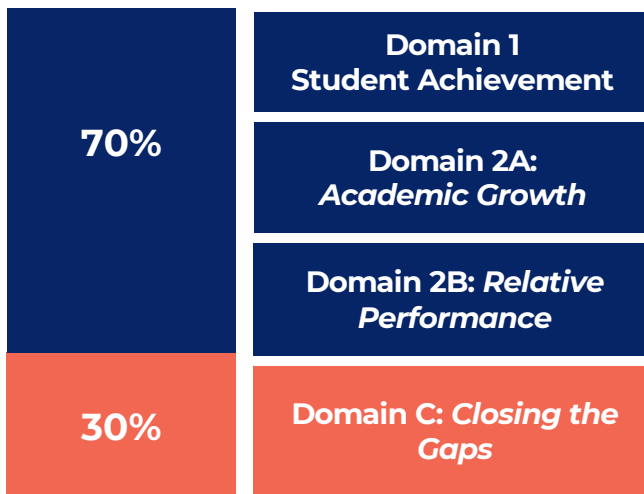 70%
Domain 1
Student Achievement
Domain 2A:
Academic Growth
Domain 2B: Relative
Performance
30%
Domain C: Closing the
Gaps